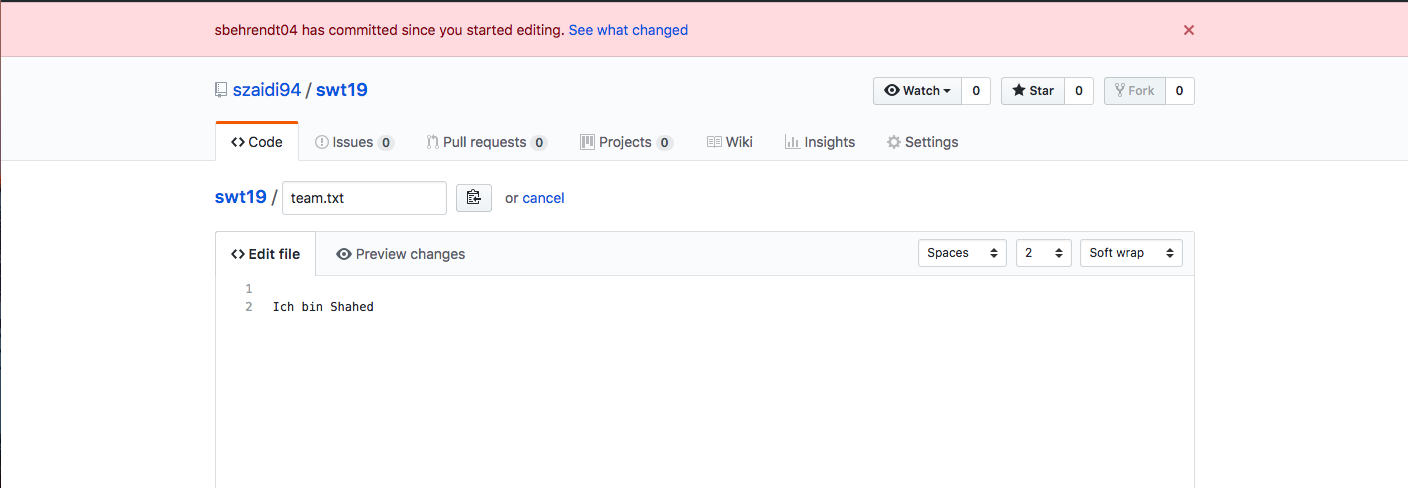 sbehrendt04 has committed since you started editing. See what changed
szaidi94 / swt19
Watch 0 Star 0 Fork 0
Code Issues 0 Pull requests 0 Projects 0 Wiki Insights Settings
swt19 / team.txt or cancel
Edit file Preview changes Spaces 2 Soft wrap
1
2 Ich bin Shahed